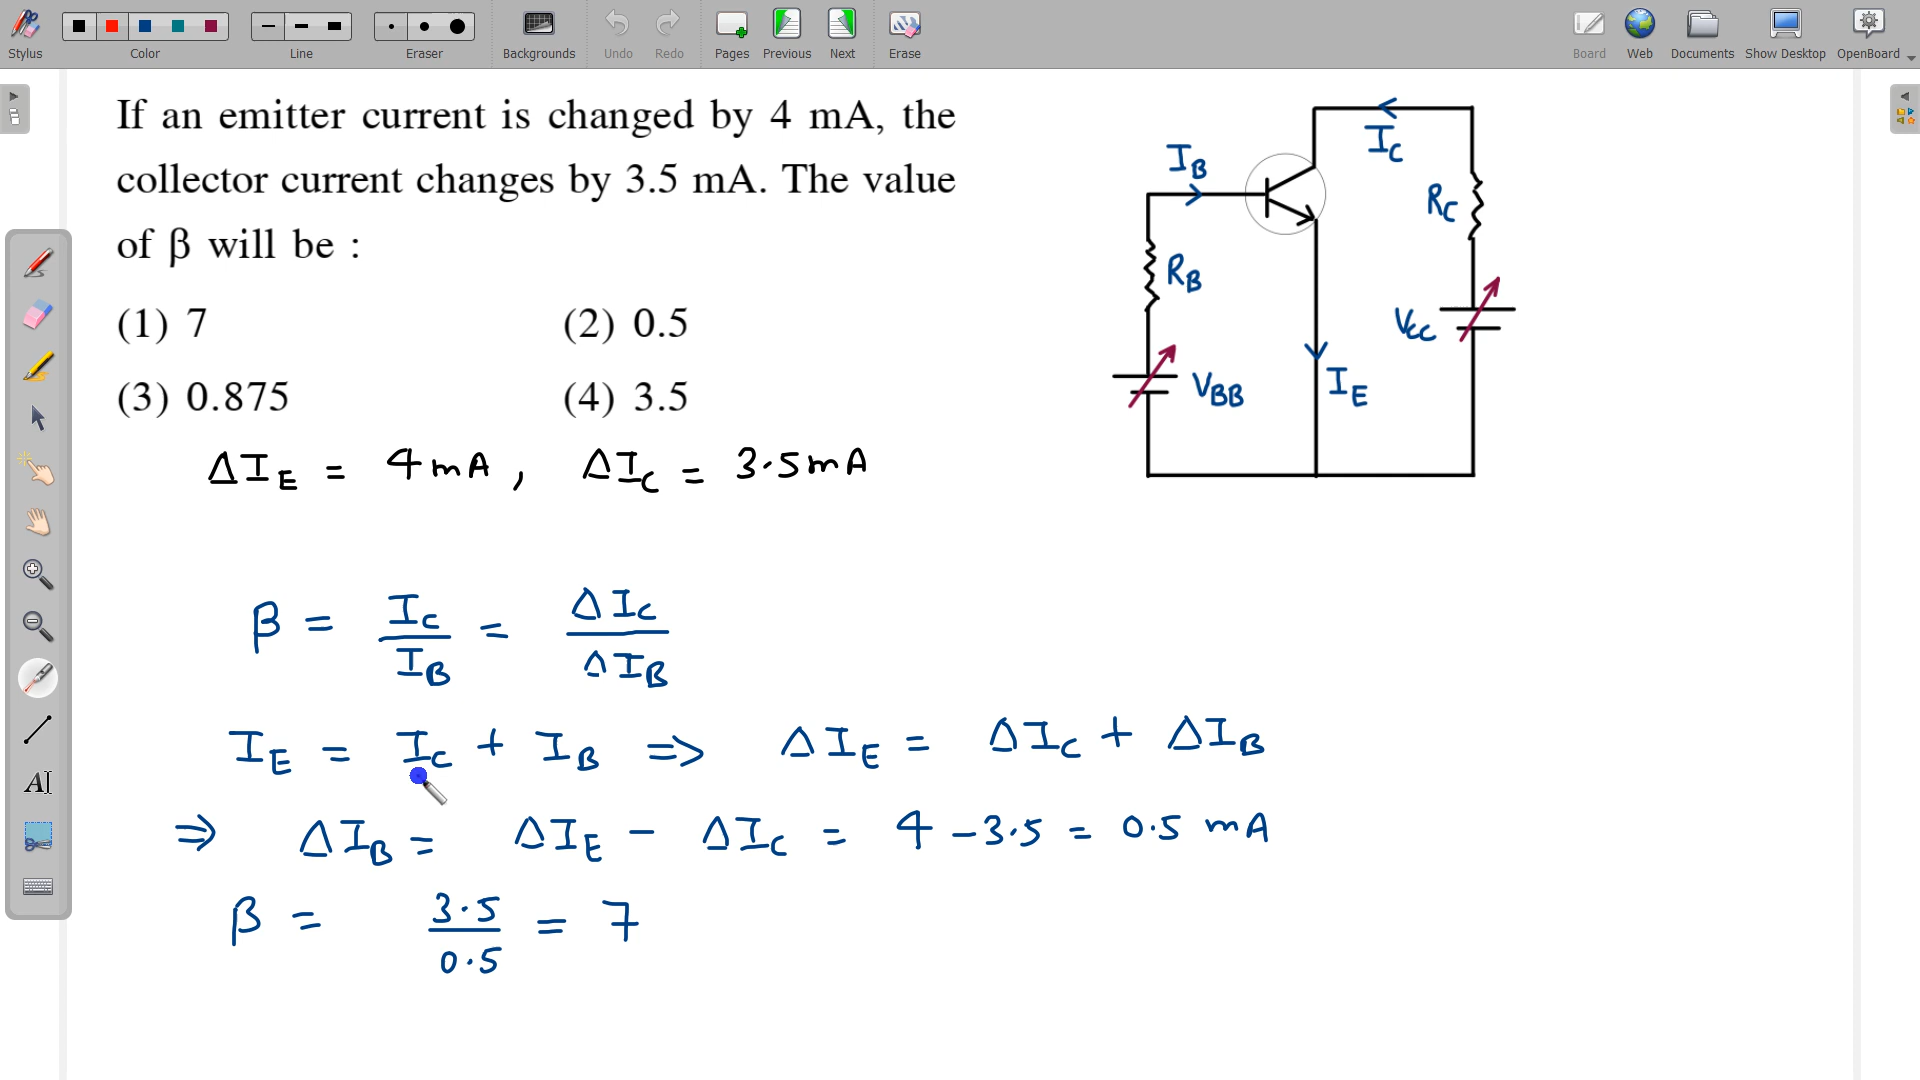 Stylus Color Line Eraser Backgrounds Undo Redo Pages Previous Next Erase Board Web Documents Show Desktop OpenBoard
If an emitter current is changed by 4 mA, the
collector current changes by 3.5 mA. The value
of β will be :
(1) 7 (2) 0.5
(3) 0.875 (4) 3.5
ΔI_E = 4mA, ΔI_C = 3.5mA
β = I_C/I_B = ΔI_C/ΔI_B
I_E = I_C + I_B => ΔI_E = ΔI_C + ΔI_B
⇒ ΔI_B = ΔI_E − ΔI_C = 4 − 3.5 = 0.5 mA
β = 3.5/0.5 = 7
I_C
I_B
R_C
R_B
V_CC
V_BB
I_E
AI